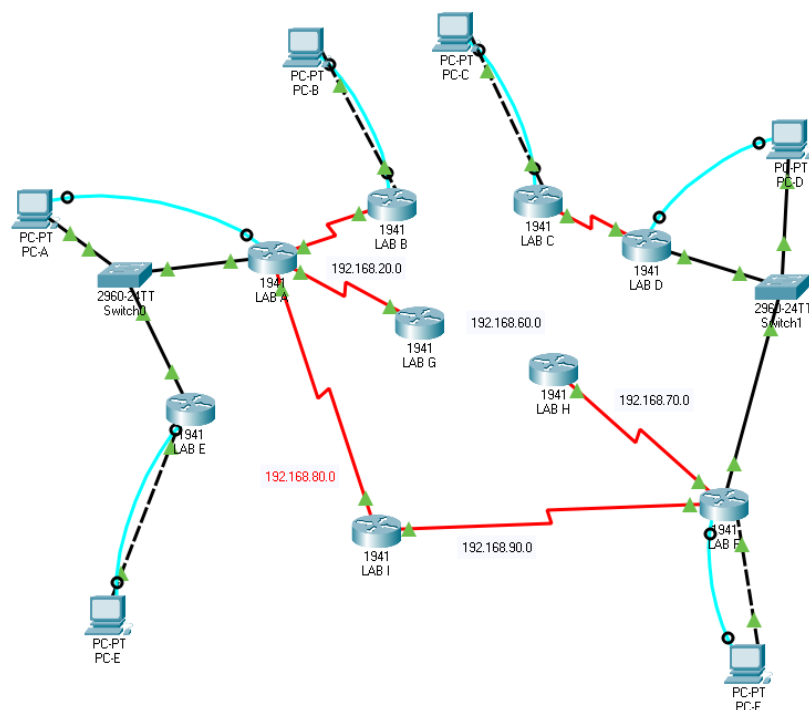 PC-PT
PC-B
PC-PT
PC-C
PC-PT
PC-D
PC-PT
PC-A
1941
LAB B
1941
LAB C
1941
LAB D
1941
LAB A
192.168.20.0
2960-24TT
Switch0
2960-24TT
Switch1
1941
LAB G
192.168.60.0
1941
LAB H
192.168.70.0
1941
LAB E
192.168.80.0
1941
LAB I
192.168.90.0
1941
LAB F
PC-PT
PC-E
PC-PT
PC-F